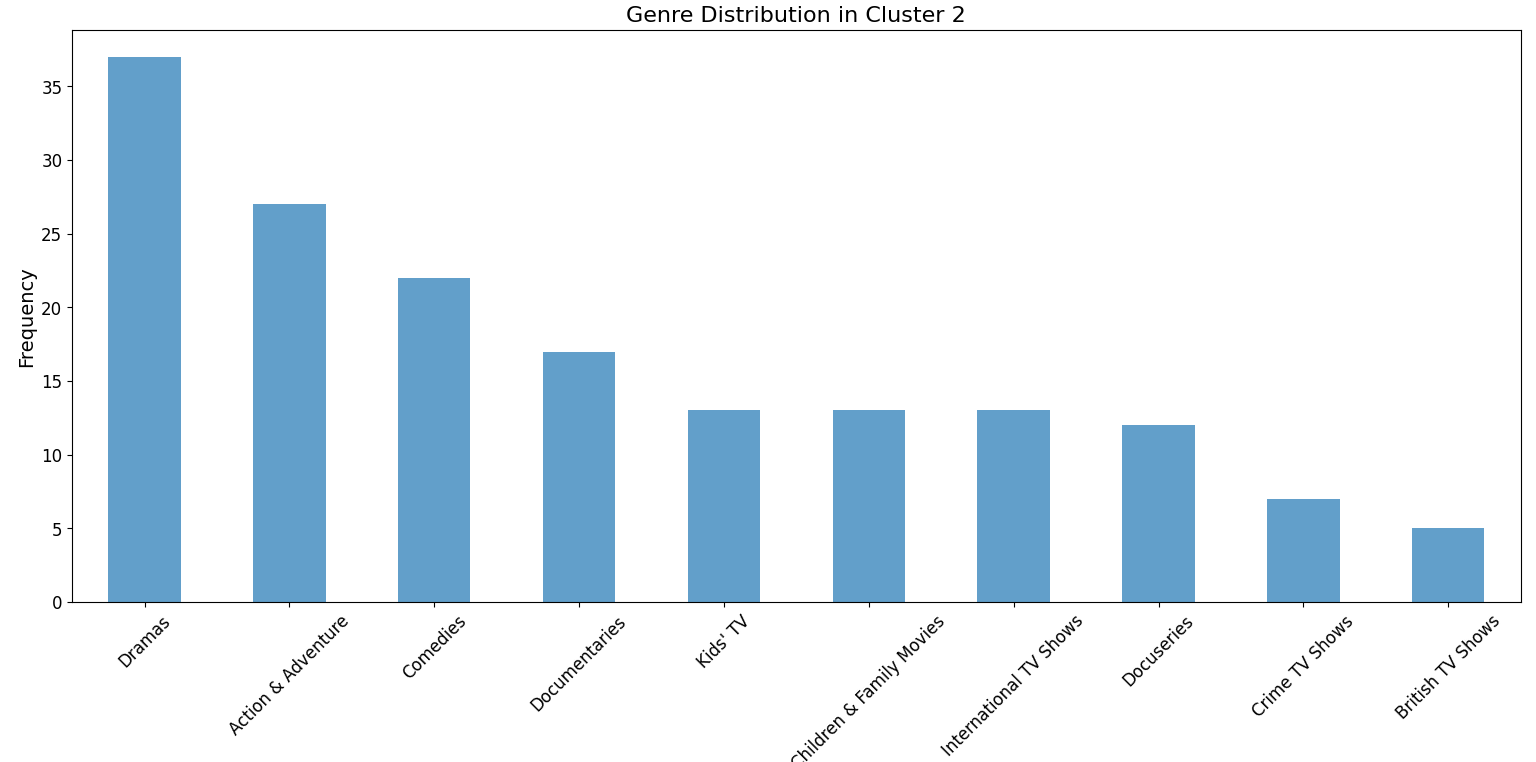 Genre Distribution in Cluster 2
Frequency
35
30
25
20
15
10
5
0
Dramas
Action & Adventure
Comedies
Documentaries
Kids' TV
Children & Family Movies
International TV Shows
Docuseries
Crime TV Shows
British TV Shows